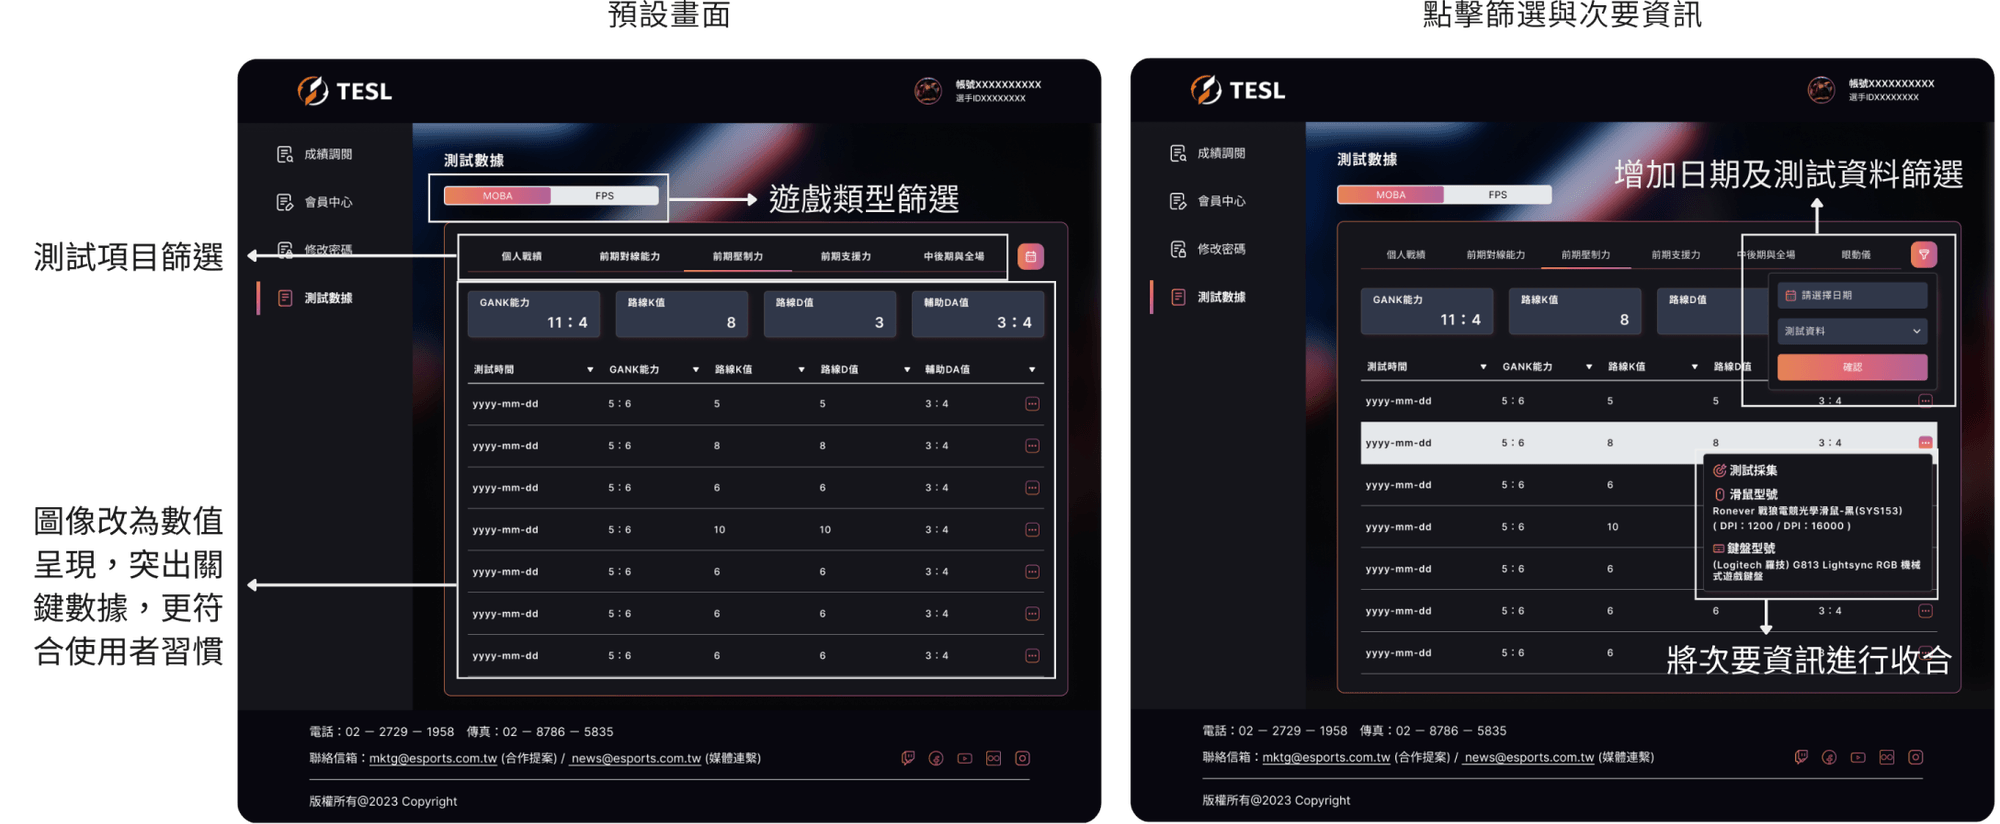 預設畫面
TESL
帳號XXXXXXXXXX
選手IDXXXXXXXX
成績調閱
會員中心
修改密碼
測試數據
測試數據
MOBA FPS
遊戲類型篩選
測試項目篩選
個人戰績 前期對線能力 前期壓制力 前期支援力 中後期與全場
GANK能力 路線K值 路線D值 輔助DA值
11：4 8 3 3：4
測試時間 ▼ GANK能力 ▼ 路線K值 ▼ 路線D值 ▼ 輔助DA值 ▼
yyyy-mm-dd 5：6 5 5 3：4
yyyy-mm-dd 5：6 8 8 3：4
yyyy-mm-dd 5：6 6 6 3：4
yyyy-mm-dd 5：6 10 10 3：4
yyyy-mm-dd 5：6 6 6 3：4
yyyy-mm-dd 5：6 6 6 3：4
yyyy-mm-dd 5：6 6 6 3：4
圖像改為數值
呈現，突出關
鍵數據，更符
合使用者習慣
電話：02 － 2729 － 1958 傳真：02 － 8786 － 5835
聯絡信箱：mktg@esports.com.tw (合作提案) / news@esports.com.tw (媒體連繫)
版權所有@2023 Copyright
點擊篩選與次要資訊
TESL
帳號XXXXXXXXXX
選手IDXXXXXXXX
成績調閱
會員中心
修改密碼
測試數據
測試數據
MOBA FPS
增加日期及測試資料篩選
個人戰績 前期對線能力 前期壓制力 前期支援力 中後期與全場 眼動儀
GANK能力 路線K值 路線D值
11：4 8
請選擇日期
測試資料
確認
測試時間 ▼ GANK能力 ▼ 路線K值 ▼ 路線D值
yyyy-mm-dd 5：6 5 5 3：4
yyyy-mm-dd 5：6 8 8 3：4
yyyy-mm-dd 5：6 6
yyyy-mm-dd 5：6 10
yyyy-mm-dd 5：6 6
yyyy-mm-dd 5：6 6 6 3：4
yyyy-mm-dd 5：6 6
測試採集
滑鼠型號
Ronever 戰狼電競光學滑鼠-黑(SYS153)
( DPI：1200 / DPI：16000 )
鍵盤型號
(Logitech 羅技) G813 Lightsync RGB 機械
式遊戲鍵盤
將次要資訊進行收合
電話：02 － 2729 － 1958 傳真：02 － 8786 － 5835
聯絡信箱：mktg@esports.com.tw (合作提案) / news@esports.com.tw (媒體連繫)
版權所有@2023 Copyright